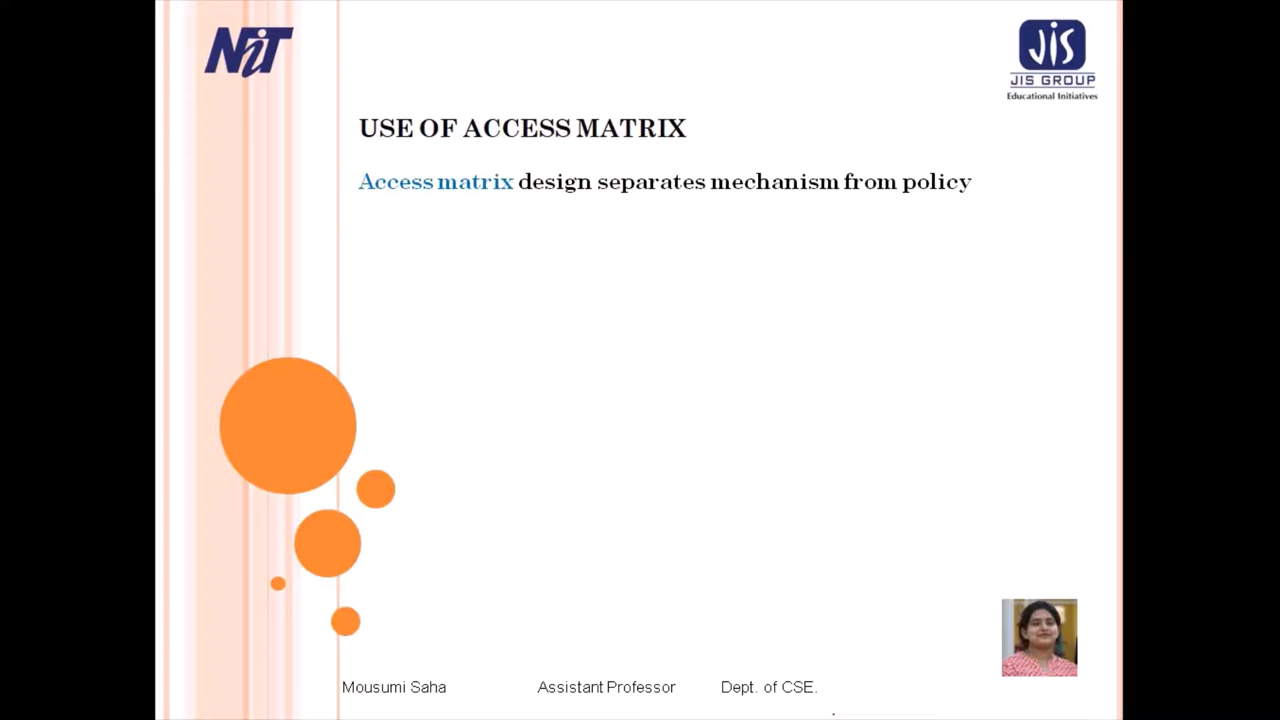 NiT
JIS
JIS GROUP
Educational Initiatives
USE OF ACCESS MATRIX
Access matrix design separates mechanism from policy
Mousumi Saha Assistant Professor Dept. of CSE.